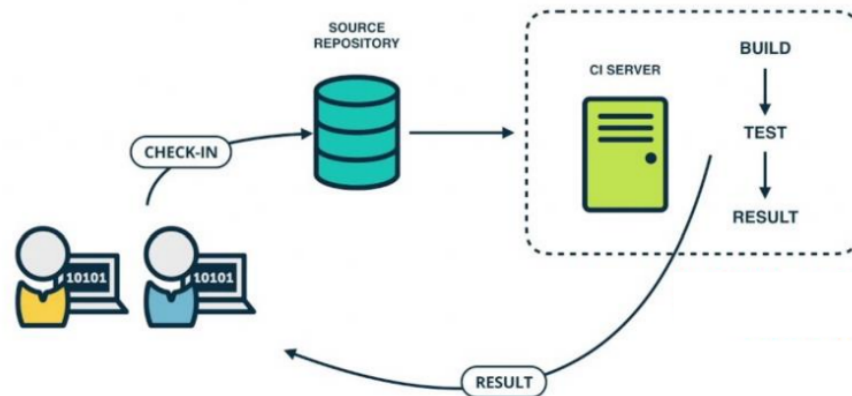 SOURCE
REPOSITORY
CI SERVER
BUILD
TEST
RESULT
CHECK-IN
10101
10101
RESULT